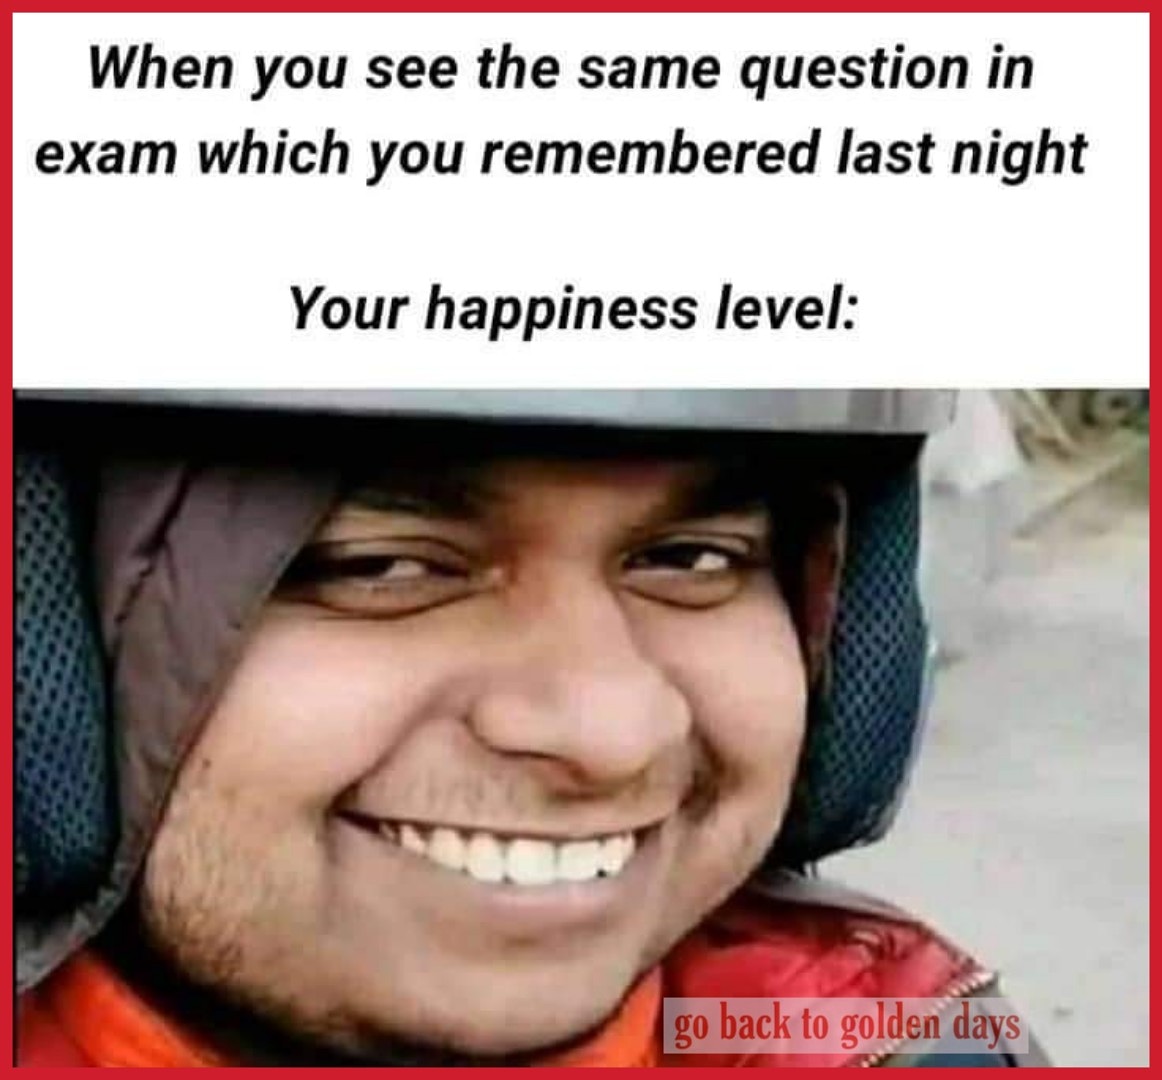 When you see the same question in
exam which you remembered last night
Your happiness level:
go back to golden days